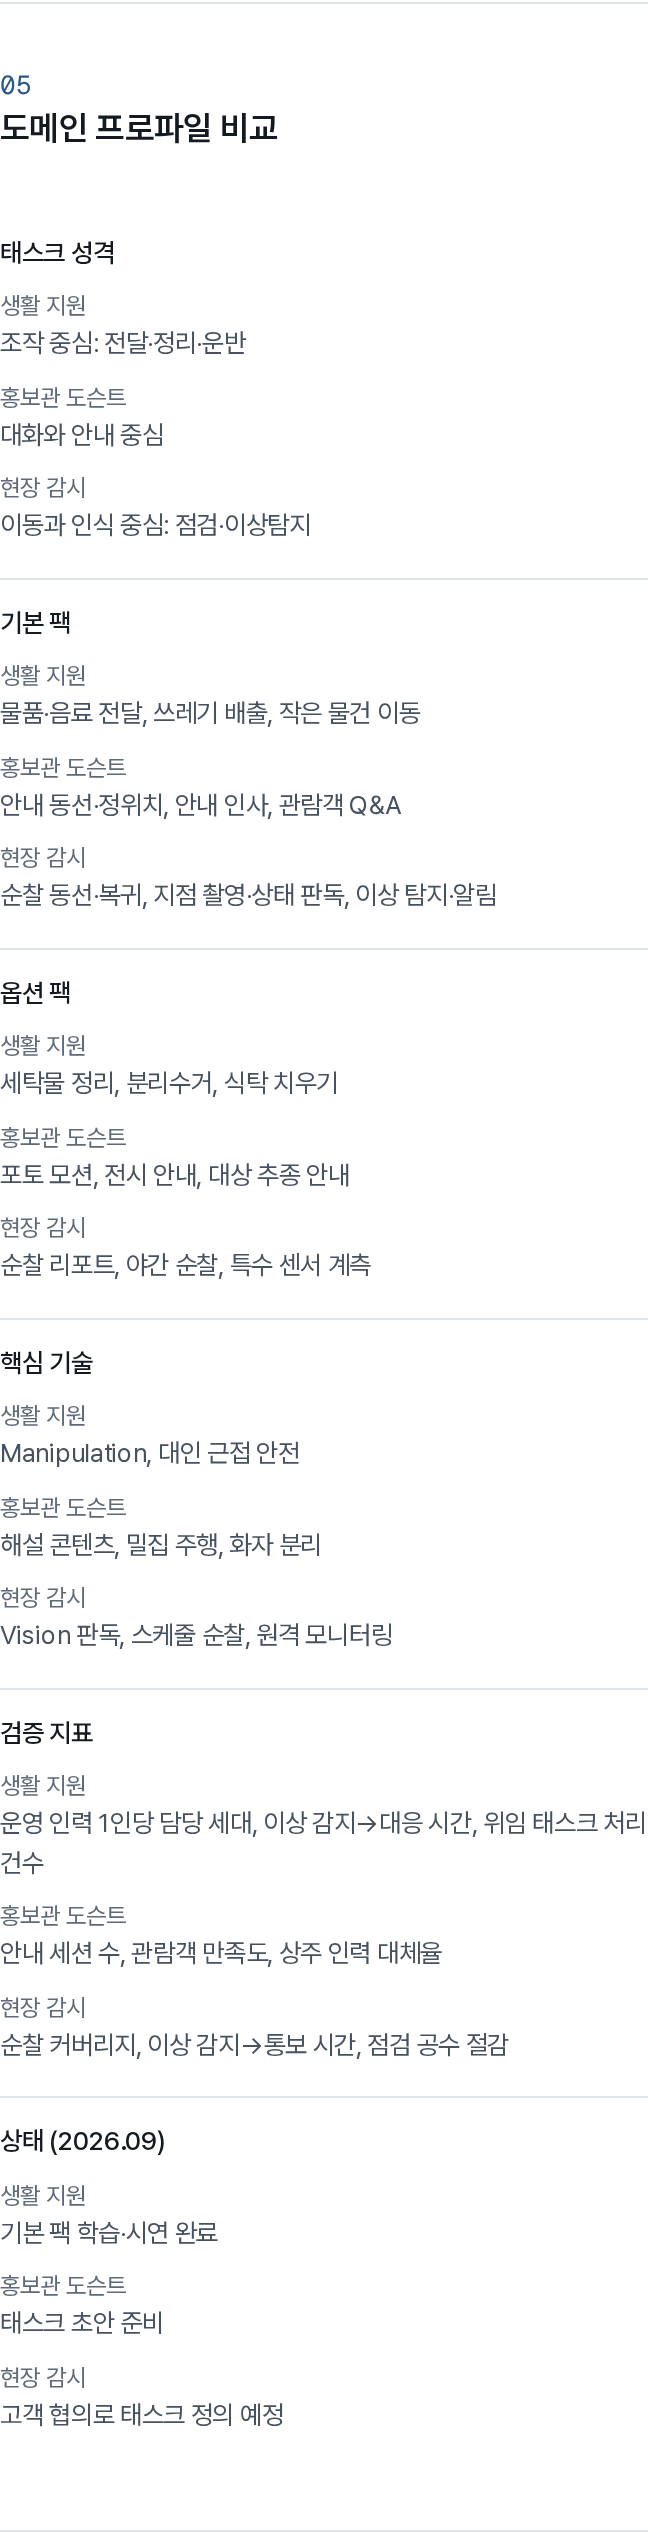 05
도메인 프로파일 비교
태스크 성격
생활 지원
조작 중심: 전달·정리·운반
홍보관 도슨트
대화와 안내 중심
현장 감시
이동과 인식 중심: 점검·이상탐지
기본 팩
생활 지원
물품·음료 전달, 쓰레기 배출, 작은 물건 이동
홍보관 도슨트
안내 동선·정위치, 안내 인사, 관람객 Q&A
현장 감시
순찰 동선·복귀, 지점 촬영·상태 판독, 이상 탐지·알림
옵션 팩
생활 지원
세탁물 정리, 분리수거, 식탁 치우기
홍보관 도슨트
포토 모션, 전시 안내, 대상 추종 안내
현장 감시
순찰 리포트, 야간 순찰, 특수 센서 계측
핵심 기술
생활 지원
Manipulation, 대인 근접 안전
홍보관 도슨트
해설 콘텐츠, 밀집 주행, 화자 분리
현장 감시
Vision 판독, 스케줄 순찰, 원격 모니터링
검증 지표
생활 지원
운영 인력 1인당 담당 세대, 이상 감지→대응 시간, 위임 태스크 처리
건수
홍보관 도슨트
안내 세션 수, 관람객 만족도, 상주 인력 대체율
현장 감시
순찰 커버리지, 이상 감지→통보 시간, 점검 공수 절감
상태 (2026.09)
생활 지원
기본 팩 학습·시연 완료
홍보관 도슨트
태스크 초안 준비
현장 감시
고객 협의로 태스크 정의 예정